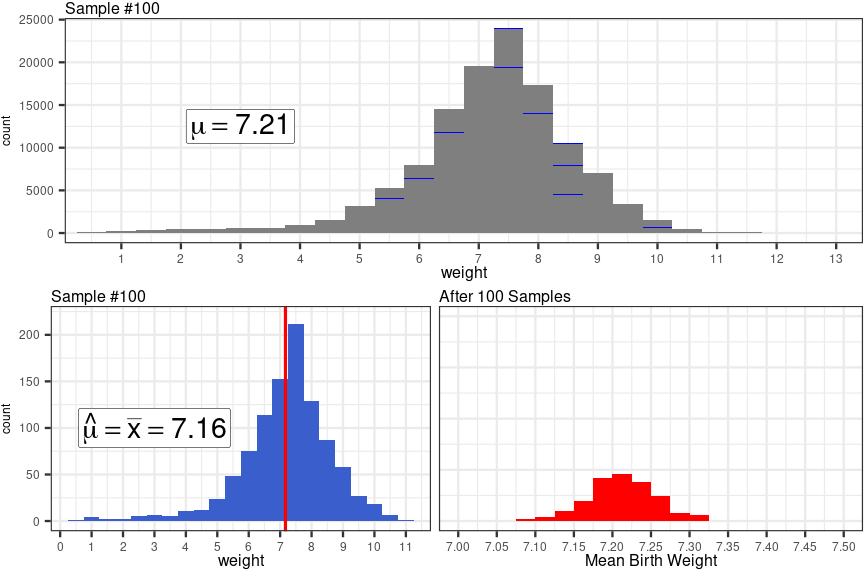 Sample #100
25000
20000
15000
10000
5000
0
count
μ = 7.21
1 2 3 4 5 6 7 8 9 10 11 12 13
weight
Sample #100
200
150
100
50
0
count
μ̂ = x̅ = 7.16
0 1 2 3 4 5 6 7 8 9 10 11
weight
After 100 Samples
7.00 7.05 7.10 7.15 7.20 7.25 7.30 7.35 7.40 7.45 7.50
Mean Birth Weight